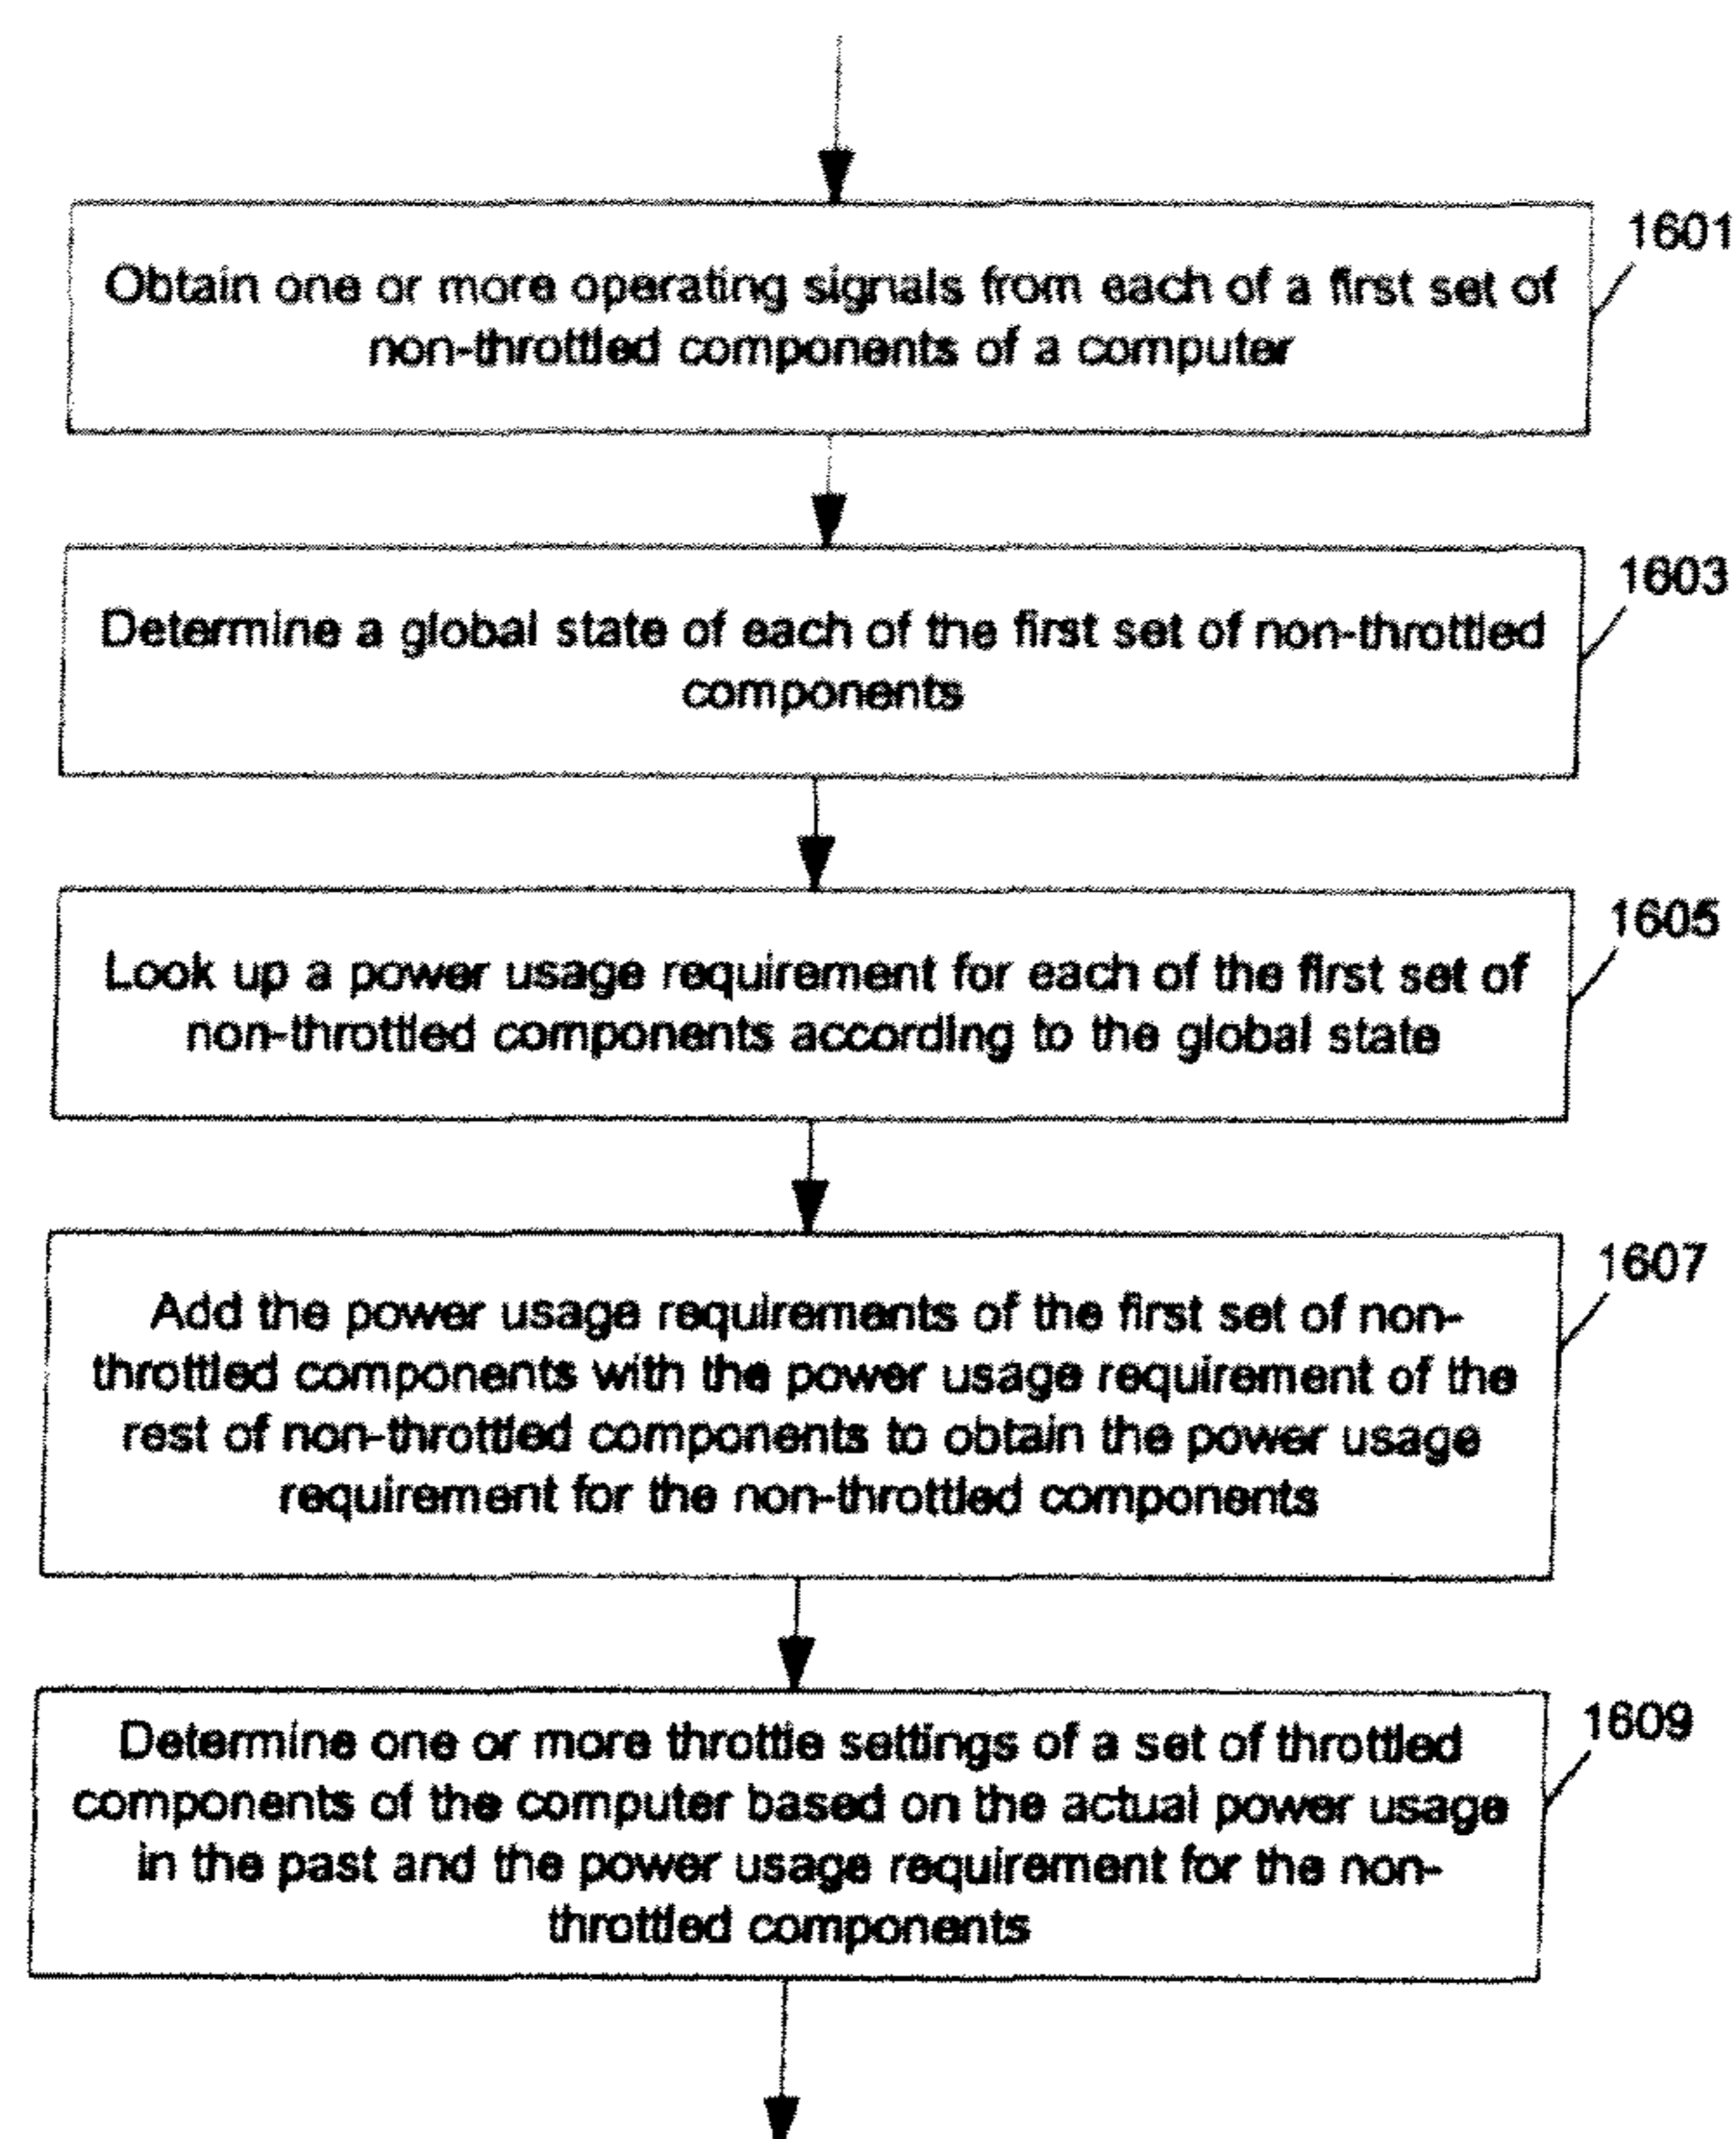 1601
Obtain one or more operating signals from each of a first set of
non-throttled components of a computer
1603
Determine a global state of each of the first set of non-throttled
components
1605
Look up a power usage requirement for each of the first set of
non-throttled components according to the global state
1607
Add the power usage requirements of the first set of non-
throttled components with the power usage requirement of the
rest of non-throttled components to obtain the power usage
requirement for the non-throttled components
1609
Determine one or more throttle settings of a set of throttled
components of the computer based on the actual power usage
in the past and the power usage requirement for the non-
throttled components